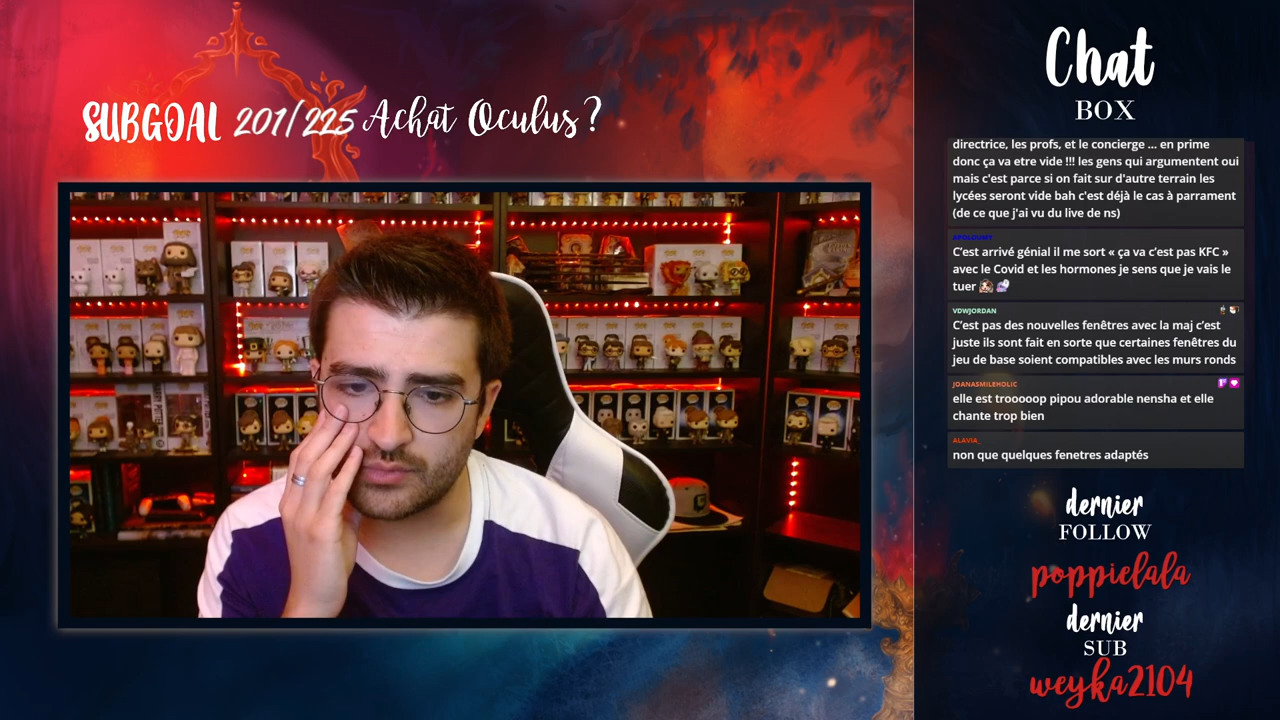 SUBGOAL 201/225 Achat Oculus ?
Chat
BOX
directrice, les profs, et le concierge ... en prime
donc ça va etre vide !!! les gens qui argumentent oui
mais c'est parce si on fait sur d'autre terrain les
lycées seront vide bah c'est déjà le cas à parrament
(de ce que j'ai vu du live de ns)
C'est arrivé génial il me sort « ça va c'est pas KFC »
avec le Covid et les hormones je sens que je vais le
tuer
VDWJORDAN
C'est pas des nouvelles fenêtres avec la maj c'est
juste ils sont fait en sorte que certaines fenêtres du
jeu de base soient compatibles avec les murs ronds
JOANASMILEHOLIC
elle est trooooop pipou adorable nensha et elle
chante trop bien
ALAVIA_
non que quelques fenetres adaptés
dernier
FOLLOW
poppielala
dernier
SUB
weyka2104